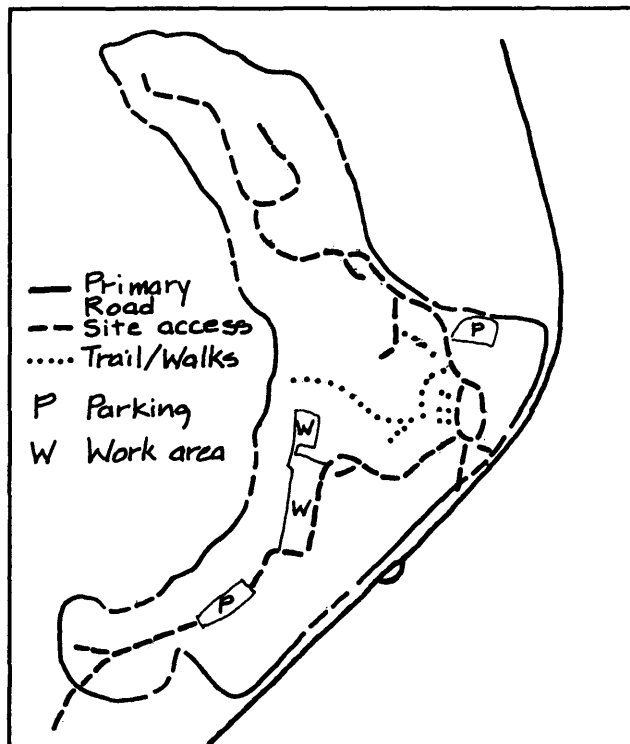 Primary
Road
Site access
Trail/Walks
P Parking
W Work area
P
W
W
P